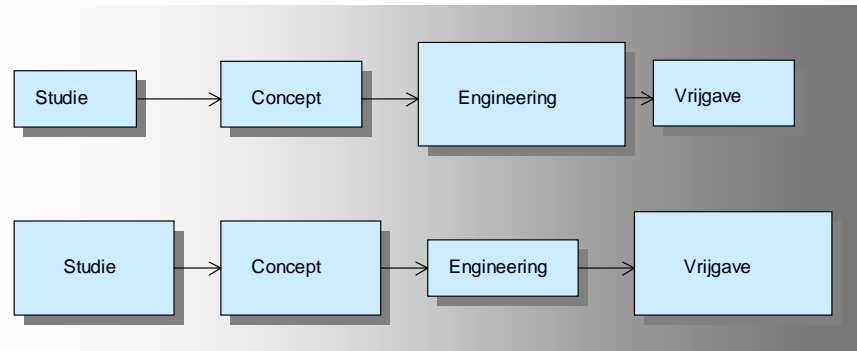 Studie
Concept
Engineering
Vrijgave
Studie
Concept
Engineering
Vrijgave